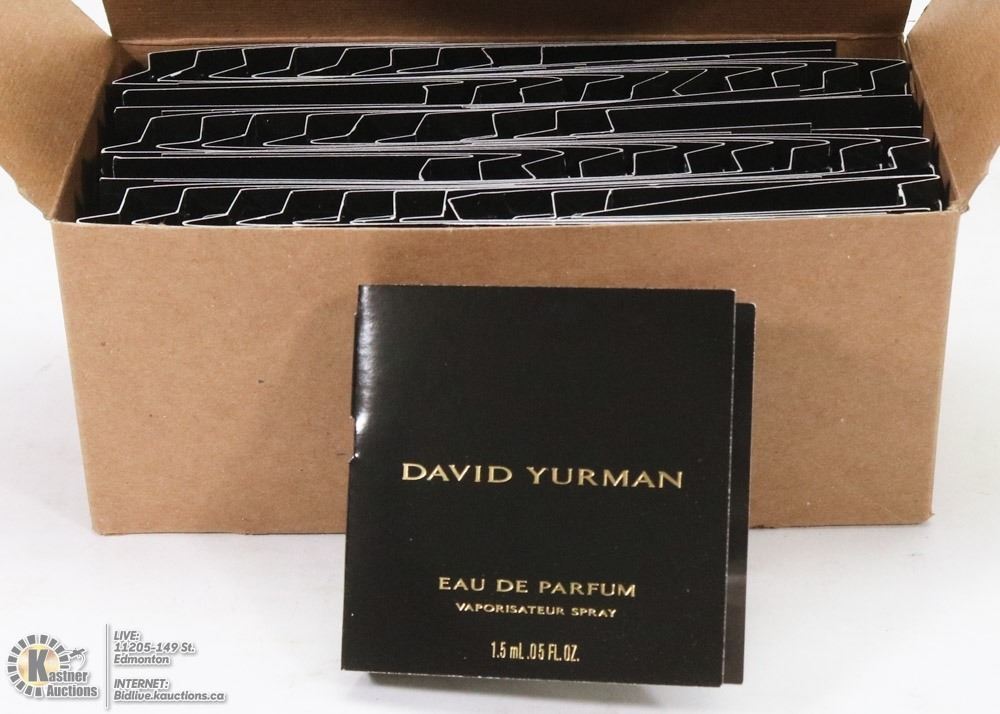 DAVID YURMAN
EAU DE PARFUM
VAPORISATEUR SPRAY
1.5 mL .05 FL. OZ.
Kastner
Auctions
LIVE:
11205-149 St.
Edmonton
INTERNET:
Bidlive.kauctions.ca